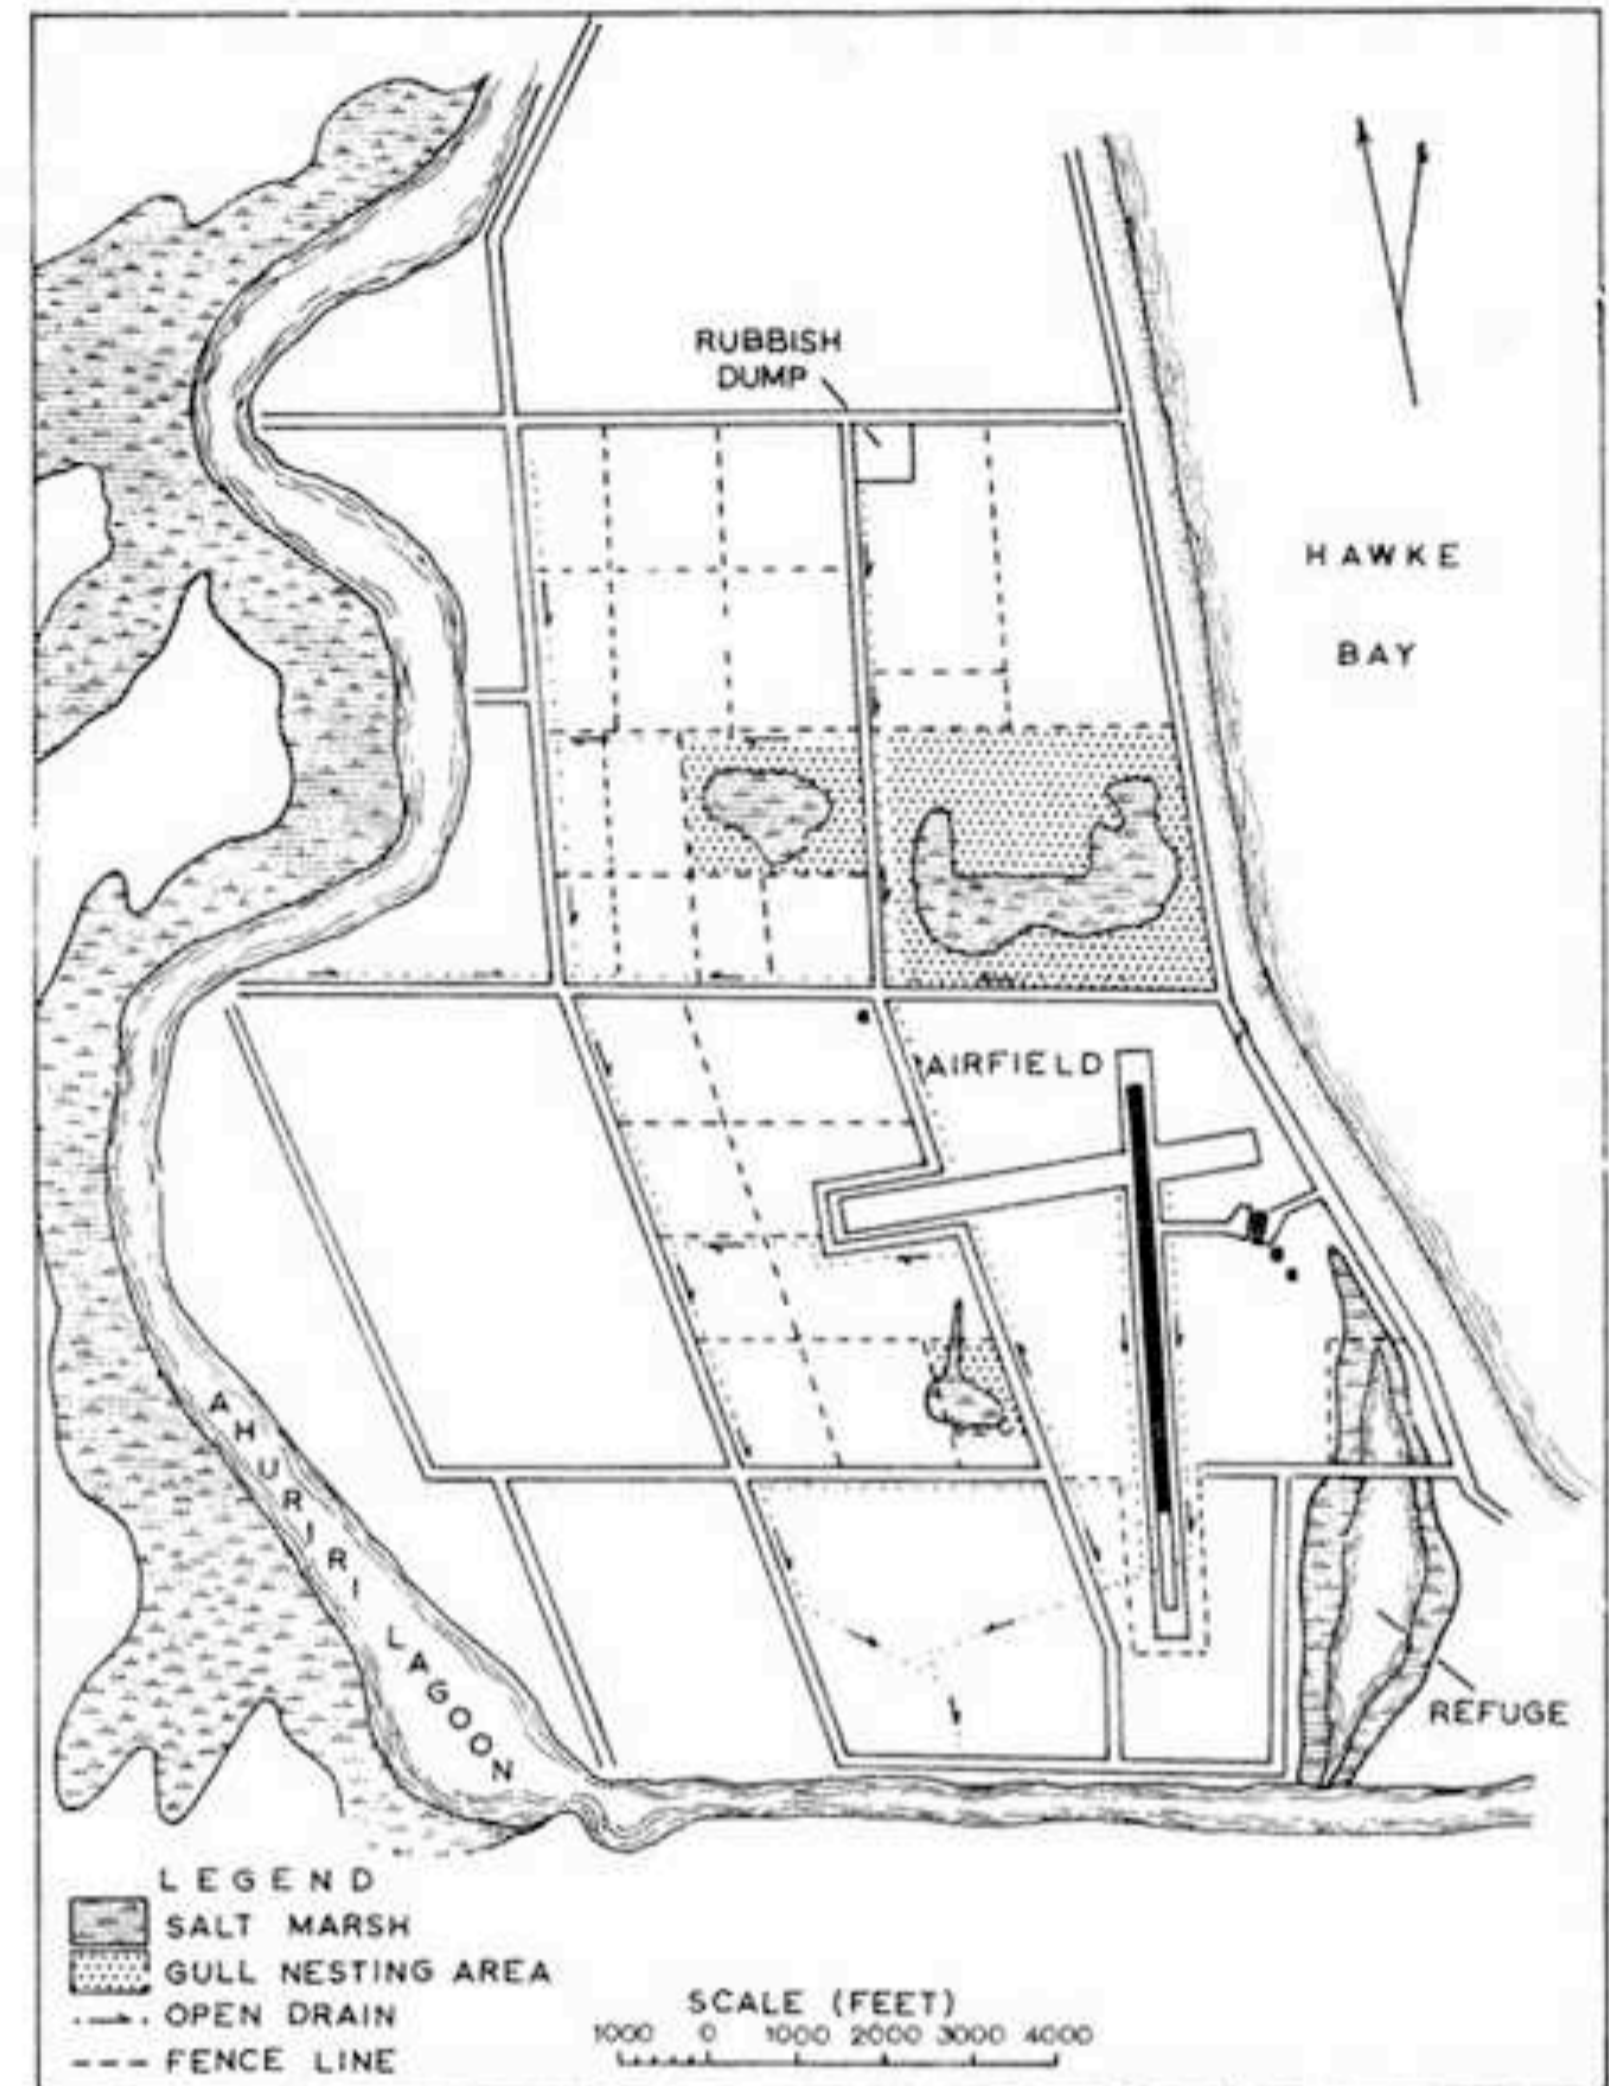 RUBBISH
DUMP
HAWKE
BAY
AIRFIELD
AHURIRI LAGOON
REFUGE
LEGEND
SALT MARSH
GULL NESTING AREA
OPEN DRAIN
FENCE LINE
SCALE (FEET)
1000 0 1000 2000 3000 4000